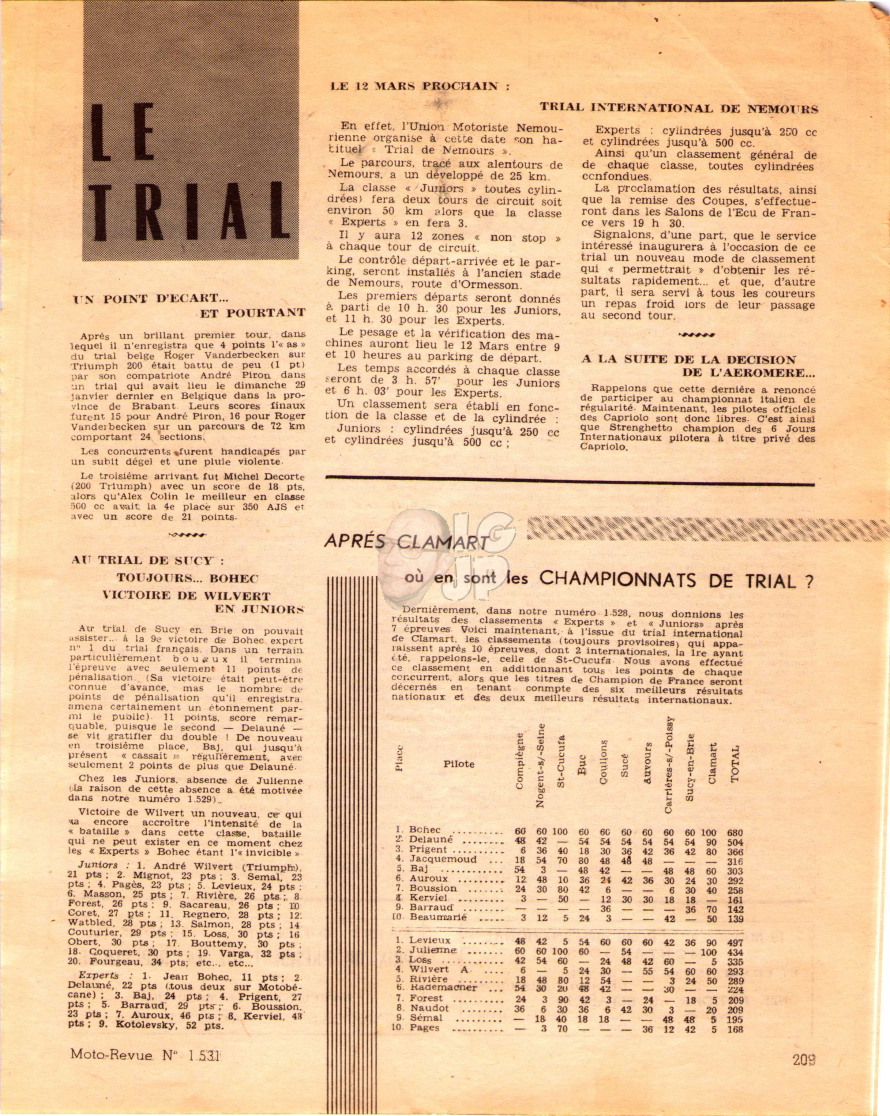 LE
TRIAL
UN POINT D'ECART...
ET POURTANT
Après un brillant premier tour, dans
lequel il n'enregistra que 4 points l'« as »
du trial belge Roger Vanderbecken sur
Triumph 200 était battu de peu (1 pt)
par son compatriote André Piron dans
un trial qui avait lieu le dimanche 29
janvier dernier en Belgique dans la pro-
vince de Brabant. Leurs scores finaux
furent 15 pour André Piron, 16 pour Roger
Vanderbecken sur un parcours de 72 km
comportant 24 sections.
Les concurrents furent handicapés par
un subit dégel et une pluie violente.
Le troisième arrivant fut Michel Decorte
(200 Triumph) avec un score de 18 pts,
alors qu'Alex Colin le meilleur en classe
500 cc avait la 4e place sur 350 AJS et
avec un score de 21 points.
AU TRIAL DE SUCY :
TOUJOURS... BOHEC
VICTOIRE DE WILVERT
EN JUNIORS
Au trial de Sucy en Brie on pouvait
assister... à la 9e victoire de Bohec expert
n° 1 du trial français. Dans un terrain
particulièrement boueux il termina
l'épreuve avec seulement 11 points de
pénalisation. (Sa victoire était peut-être
connue d'avance, mas le nombre de
points de pénalisation qu'il enregistra,
amena certainement un étonnement par-
mi le public). 11 points, score remar-
quable, puisque le second — Delauné —
se vit gratifier du double ! De nouveau
en troisième place, Baj, qui jusqu'à
présent « cassait » régulièrement, avec
seulement 2 points de plus que Delauné.
Chez les Juniors, absence de Julienne
(la raison de cette absence a été motivée
dans notre numéro 1.529).
Victoire de Wilvert un nouveau, ce qui
va encore accroître l'intensité de la
« bataille » dans cette classe, bataille
qui ne peut exister en ce moment chez
les « Experts » Bohec étant l'« invicible ».
Juniors : 1. André Wilvert (Triumph),
21 pts ; 2. Mignot, 23 pts ; 3. Semal, 23
pts ; 4. Pagès, 23 pts ; 5. Levieux, 24 pts ;
6. Masson, 25 pts ; 7. Rivière, 26 pts ; 8.
Forest, 26 pts ; 9. Sacareau, 26 pts ; 10.
Coret, 27 pts ; 11. Regnero, 28 pts ; 12.
Watbled, 28 pts ; 13. Salmon, 28 pts ; 14
Couturier, 29 pts ; 15. Loss, 30 pts ; 16
Obert, 30 pts ; 17. Bouttemy, 30 pts ;
18. Coqueret, 30 pts ; 19. Varga, 32 pts ;
20. Fourgeau, 34 pts, etc... etc...
Experts : 1. Jean Bohec, 11 pts ; 2.
Delauné, 22 pts (tous deux sur Motobé-
cane) ; 3. Baj, 24 pts ; 4. Prigent, 27
pts ; 5. Barraud, 29 pts ; 6. Boussion,
23 pts ; 7. Auroux, 46 pts ; 8, Kerviel, 48
pts ; 9. Kotolevsky, 52 pts.
LE 12 MARS PROCHAIN :
TRIAL INTERNATIONAL DE NEMOURS
En effet, l'Union Motoriste Nemou-
rienne organise à cette date son ha-
bituel « Trial de Nemours ».
Le parcours, tracé aux alentours de
Nemours, a un développé de 25 km.
La classe « Juniors » toutes cylin-
drées) fera deux tours de circuit soit
environ 50 km alors que la classe
« Experts » en fera 3.
Il y aura 12 zones « non stop »
à chaque tour de circuit.
Le contrôle départ-arrivée et le par-
king, seront installés à l'ancien stade
de Nemours, route d'Ormesson.
Les premiers départs seront donnés
à parti de 10 h. 30 pour les Juniors,
et 11 h. 30 pour les Experts.
Le pesage et la vérification des ma-
chines auront lieu le 12 Mars entre 9
et 10 heures au parking de départ.
Les temps accordés à chaque classe
seront de 3 h. 57' pour les Juniors
et 6 h. 03' pour les Experts.
Un classement sera établi en fonc-
tion de la classe et de la cylindrée :
Juniors : cylindrées jusqu'à 250 cc
et cylindrées jusqu'à 500 cc ;
Experts : cylindrées jusqu'à 250 cc
et cylindrées jusqu'à 500 cc.
Ainsi qu'un classement général de
de chaque classe, toutes cylindrées
confondues.
La proclamation des résultats, ainsi
que la remise des Coupes, s'effectue-
ront dans les Salons de l'Ecu de Fran-
ce vers 19 h 30.
Signalons, d'une part, que le service
intéressé inaugurera à l'occasion de ce
trial un nouveau mode de classement
qui « permettrait » d'obtenir les ré-
sultats rapidement... et que, d'autre
part, il sera servi à tous les coureurs
un repas froid lors de leur passage
au second tour.
A LA SUITE DE LA DECISION
DE L'AEROMERE...
Rappelons que cette dernière a renoncé
de participer au championnat italien de
régularité. Maintenant, les pilotes officiels
des Capriolo sont donc libres. C'est ainsi
que Strenghetto champion des 6 Jours
Internationaux pilotera à titre privé des
Capriolo.
JG
JP
APRÉS CLAMART
où en sont les CHAMPIONNATS DE TRIAL ?
Dernièrement, dans notre numéro 1.528, nous donnions les
résultats des classements « Experts » et « Juniors» après
7 épreuves Voici maintenant, à l'issue du trial international
de Clamart, les classements (toujours provisoires) qui appa-
raissent après 10 épreuves, dont 2 internationales, la 1re ayant
été, rappelons-le, celle de St-Cucufa. Nous avons effectué
ce classement en additionnant tous les points de chaque
concurrent, alors que les titres de Champion de France seront
décernés en tenant conmpte des six meilleurs résultats
nationaux et des deux meilleurs résultats internationaux.
Place Pilote Compiègne Nogent-s/-Seine St-Cucufa Buc Coullons Sucé Auvours Carrières-s/-Poissy Sucy-en-Brie Clamart TOTAL
1. Bohec .......... 60 60 100 60 60 60 60 60 60 100 680
2. Delauné ........ 48 42 — 54 54 54 54 54 54 90 504
3. Prigent ......... 6 36 40 18 30 36 42 36 42 80 366
4. Jacquemoud ... 18 54 70 80 48 48 48 — — — 316
5. Baj ............. 54 3 — 48 42 — — 48 48 60 303
6. Auroux ......... 12 48 10 36 24 42 36 30 24 30 292
7. Boussion ....... 24 30 80 42 6 — — 6 30 40 258
8. Kerviel ......... 3 — 50 — 12 30 30 18 18 — 161
9. Barraud ........ — — — — 36 — — — 36 70 142
10. Beaumarié ..... 3 12 5 24 3 — — 42 — 50 139
1. Levieux ........ 48 42 5 54 60 60 60 42 36 90 497
2. Julienne ........ 60 60 100 60 — 54 — — — 100 434
3. Loss ............ 42 54 60 — 24 48 42 60 — 5 335
4. Wilvert A. ..... 6 — 5 24 30 — 55 54 60 60 293
5. Rivière ......... 18 48 80 12 54 — — 3 24 50 289
6. Rademacher ... 54 30 20 48 42 — — 30 — — 224
7. Forest .......... 24 3 90 42 3 — 24 — 18 5 209
8. Naudot ......... 36 6 30 36 6 42 30 3 — 20 209
9. Sémal .......... — 18 40 18 18 — — 48 48 5 195
10. Pages .......... — 3 70 — — — 36 12 42 5 168
Moto-Revue N° 1.531
209